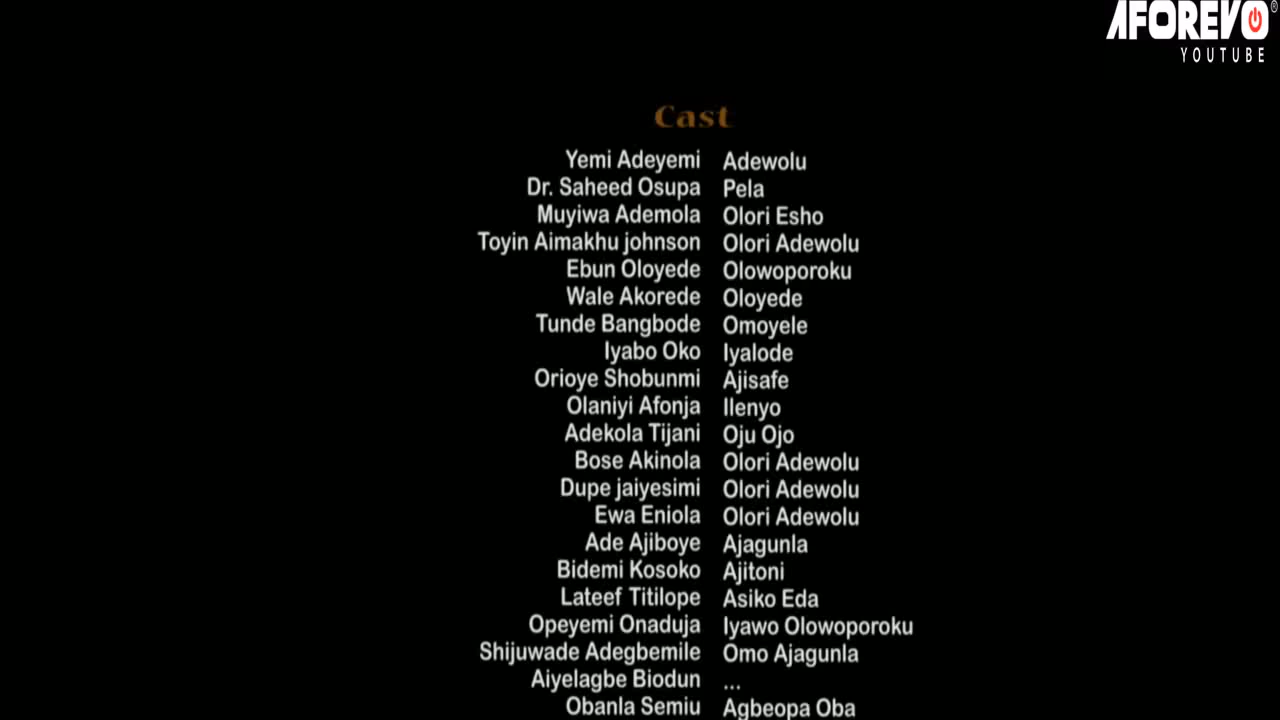 AFOREVO®
YOUTUBE
Cast
Yemi Adeyemi Adewolu
Dr. Saheed Osupa Pela
Muyiwa Ademola Olori Esho
Toyin Aimakhu johnson Olori Adewolu
Ebun Oloyede Olowoporoku
Wale Akorede Oloyede
Tunde Bangbode Omoyele
Iyabo Oko Iyalode
Orioye Shobunmi Ajisafe
Olaniyi Afonja Ilenyo
Adekola Tijani Oju Ojo
Bose Akinola Olori Adewolu
Dupe jaiyesimi Olori Adewolu
Ewa Eniola Olori Adewolu
Ade Ajiboye Ajagunla
Bidemi Kosoko Ajitoni
Lateef Titilope Asiko Eda
Opeyemi Onaduja Iyawo Olowoporoku
Shijuwade Adegbemile Omo Ajagunla
Aiyelagbe Biodun ...
Obanla Semiu Agbeopa Oba